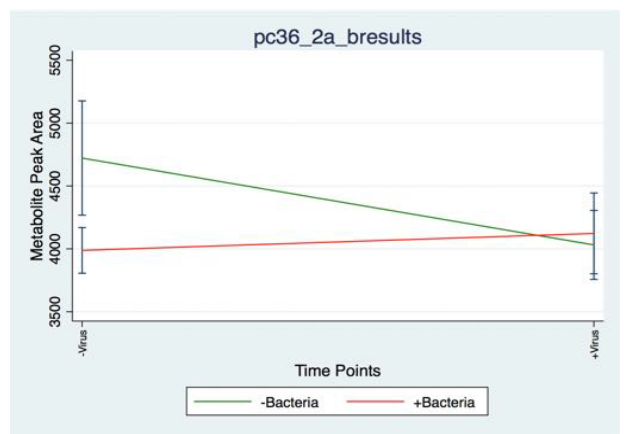 pc36_2a_bresults
Metabolite Peak Area
5500
5000
4500
4000
3500
-Virus
+Virus
Time Points
-Bacteria +Bacteria